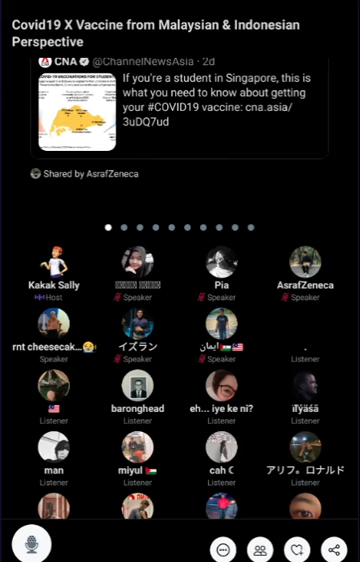 Covid19 X Vaccine from Malaysian & Indonesian
Perspective
CNA @ChannelNewsAsia · 2d
If you're a student in Singapore, this is
what you need to know about getting
your #COVID19 vaccine: cna.asia/
3uDQ7ud
Shared by AsrafZeneca
Kakak Sally
Host
Speaker
Pia
Speaker
AsrafZeneca
Speaker
rnt cheesecak...😭
Speaker
イズラン
Speaker
ايمان🇵🇸🇲🇾
Speaker
.
Listener
🇲🇾
Listener
baronghead
Listener
eh... iye ke ni?
Listener
Listener
man
Listener
miyul 🇵🇸
Listener
cah ☾
Listener
アリフ。ロナルド
Listener